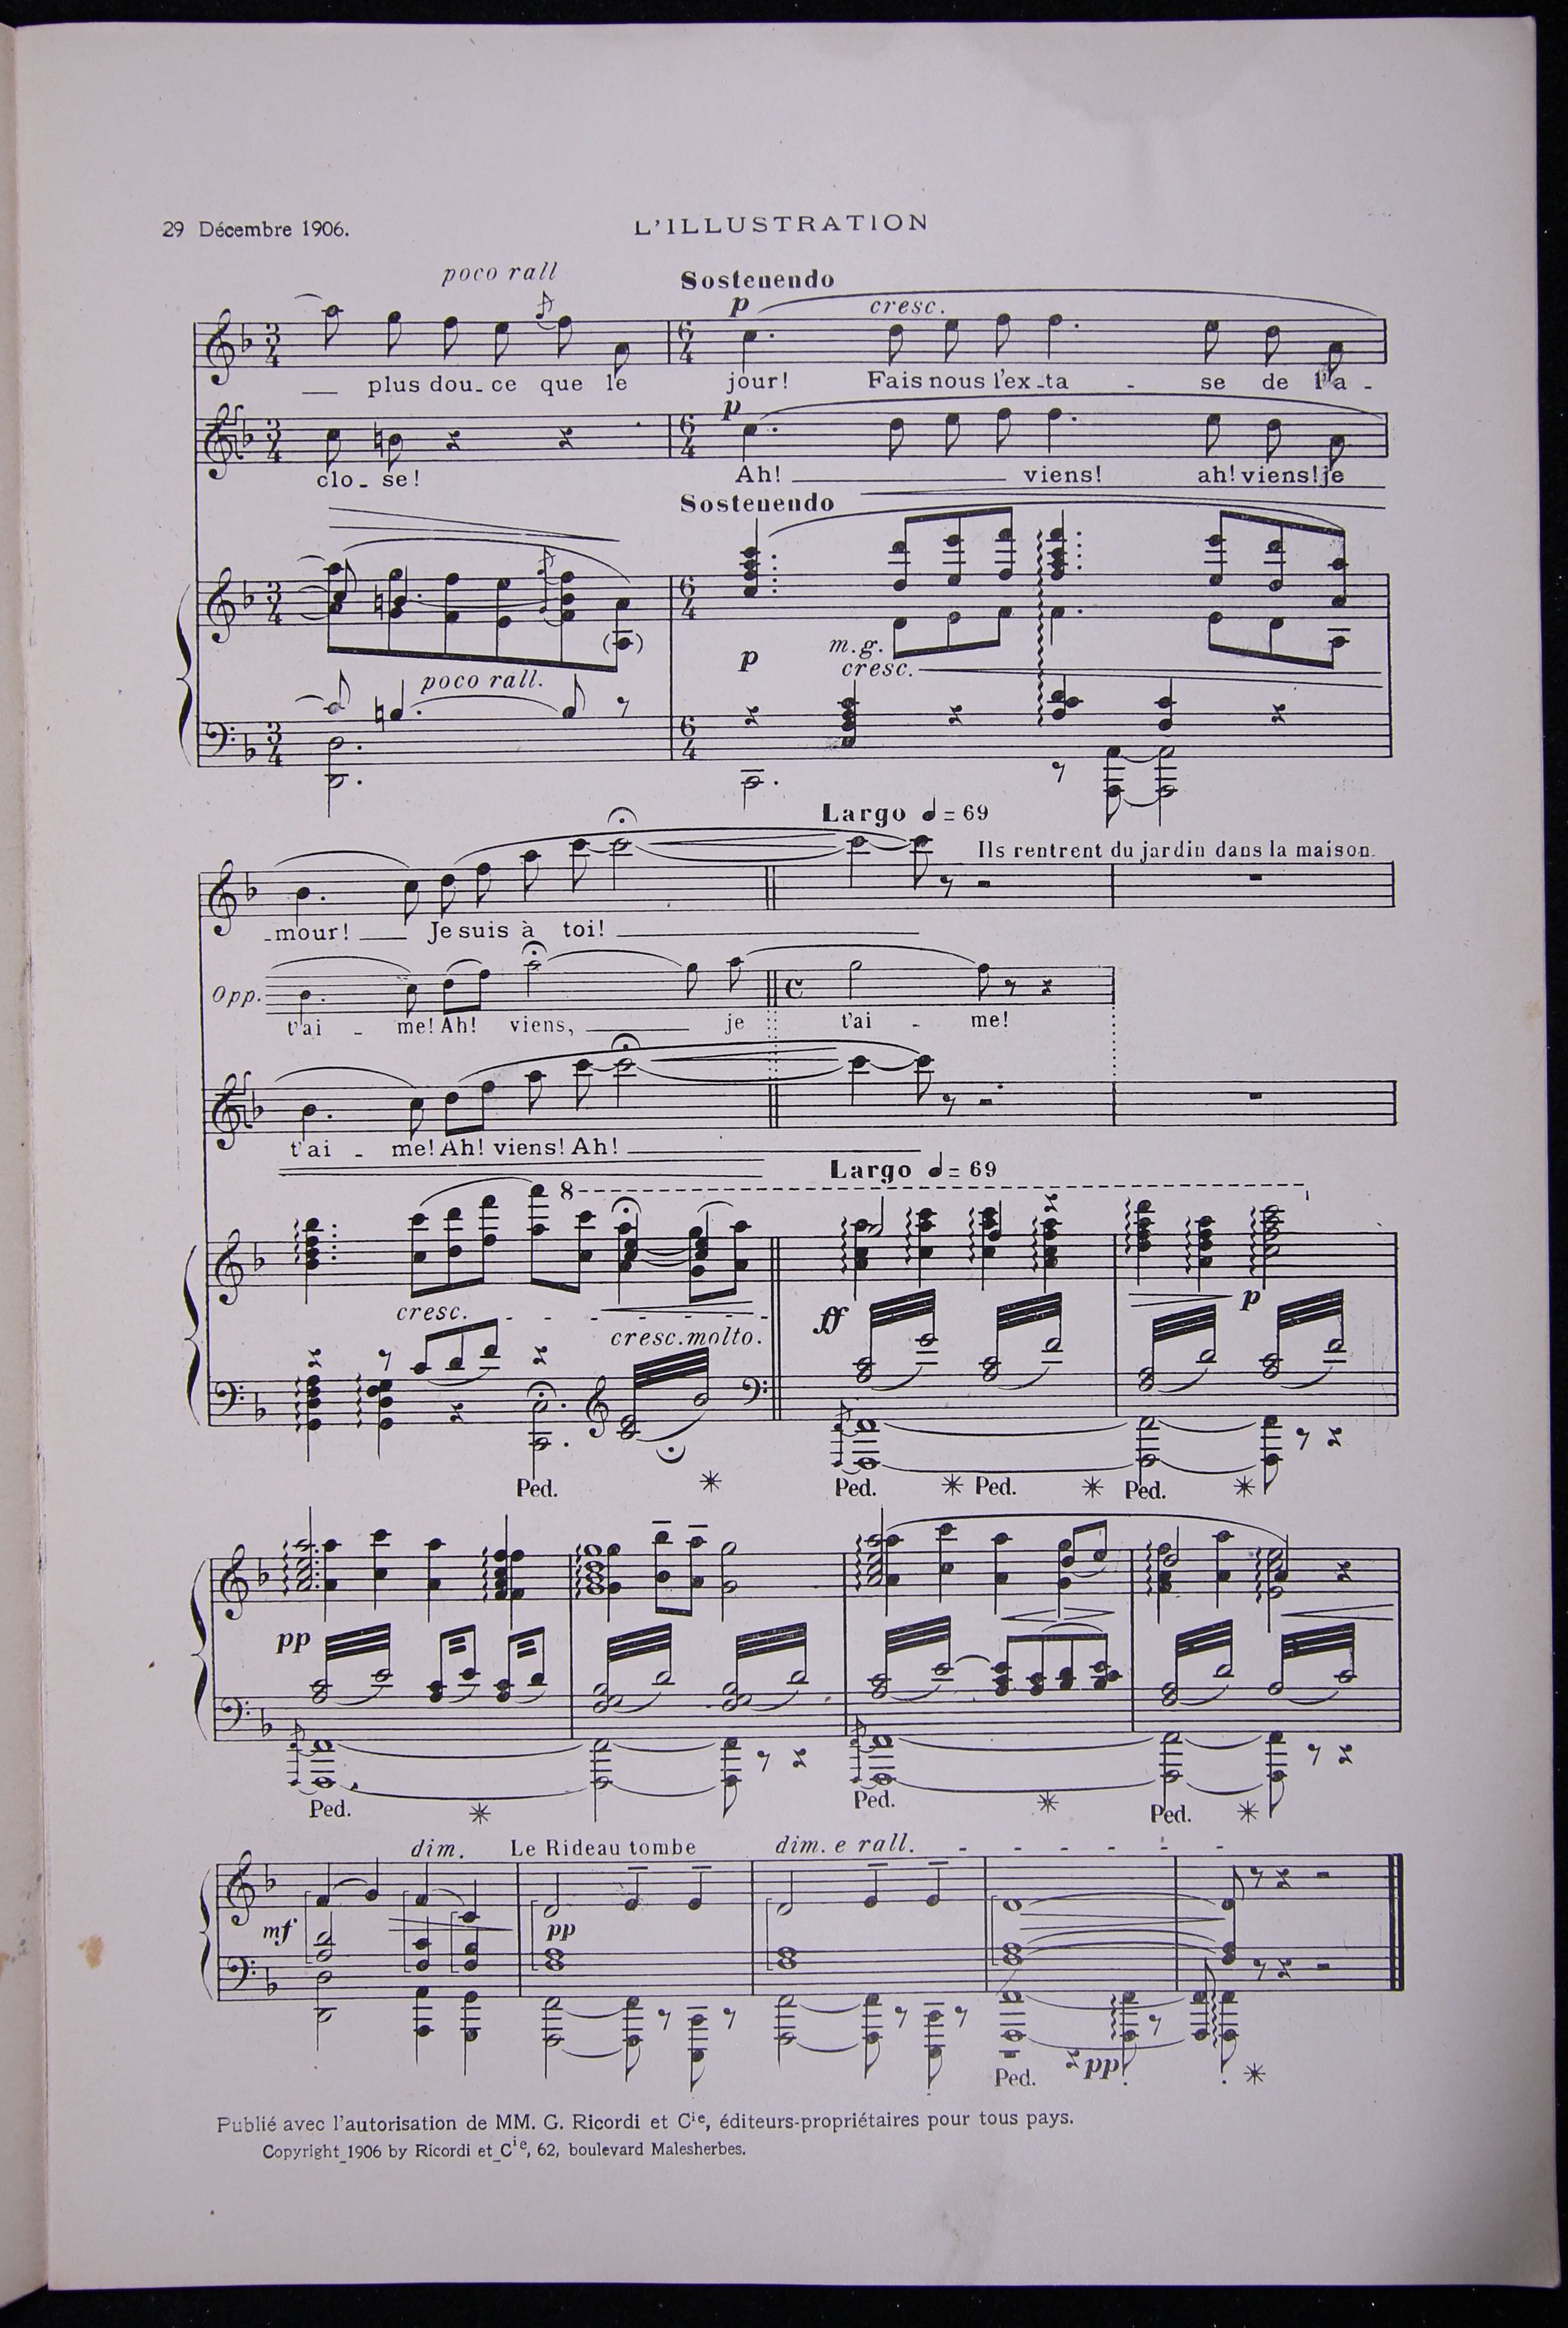 29 Décembre 1906. L'ILLUSTRATION
poco rall Sostenendo
p cresc.
plus dou_ce que le jour! Fais nous l'ex_ta - se de l'a -
p
clo_se! Ah! viens! ah! viens! je
Sostenendo
p m.g. cresc.
poco rall.
Largo = 69
Ils rentrent du jardin dans la maison.
-mour! Je suis à toi!
Opp.
t'ai - me! Ah! viens, je t'ai - me!
t'ai - me! Ah! viens! Ah!
Largo = 69
8
cresc. cresc. molto. ff p
Ped. Ped. Ped. Ped.
pp
Ped. Ped. Ped.
dim. Le Rideau tombe dim. e rall.
mf pp
pp
Ped.
Publié avec l'autorisation de MM. G. Ricordi et Cie, éditeurs-propriétaires pour tous pays.
Copyright_1906 by Ricordi et_Cie, 62, boulevard Malesherbes.